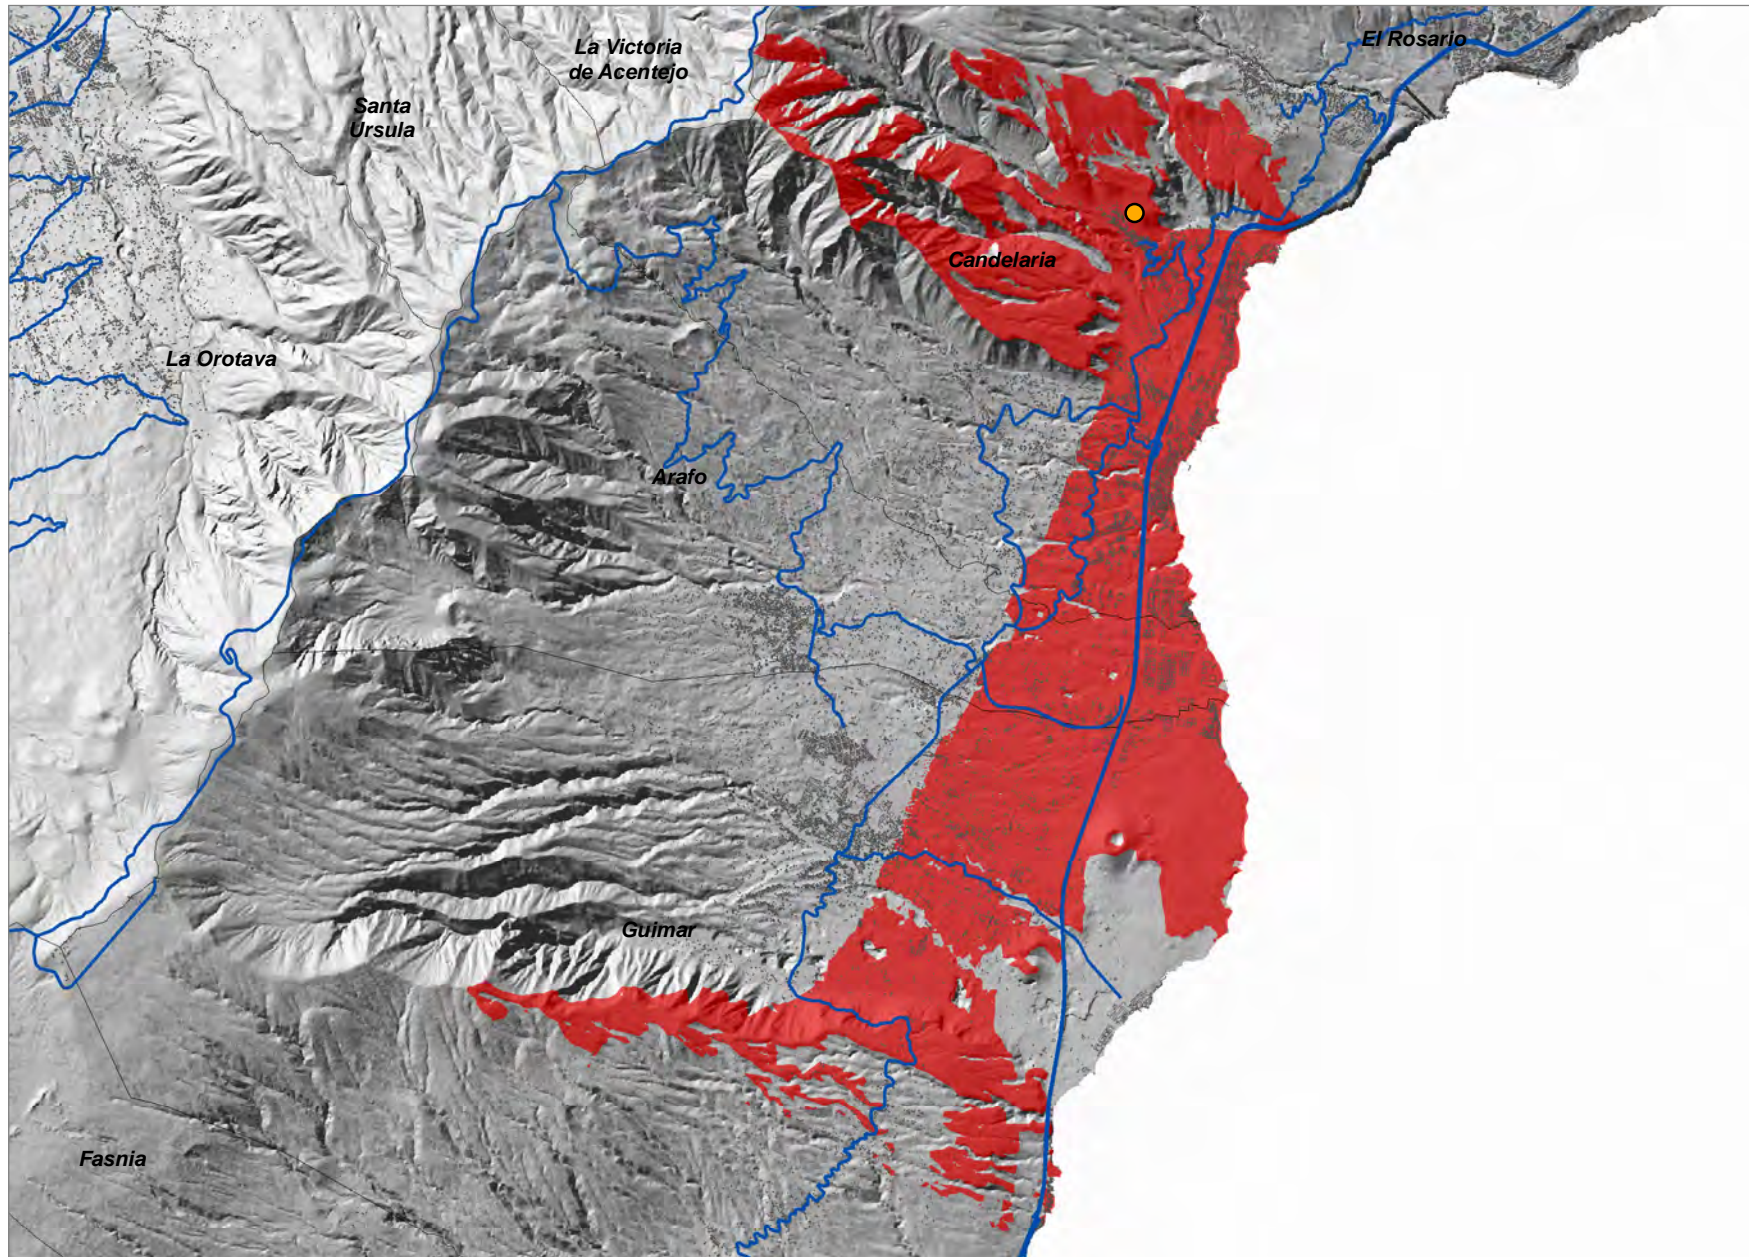 La Victoria
de Acentejo
El Rosario
Santa
Ursula
Candelaria
La Orotava
Arafo
Guimar
Fasnia